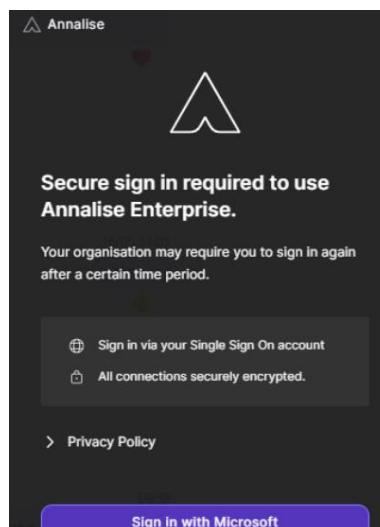 Annalise
Secure sign in required to use
Annalise Enterprise.
Your organisation may require you to sign in again
after a certain time period.
Sign in via your Single Sign On account
All connections securely encrypted.
Privacy Policy
Sign in with Microsoft